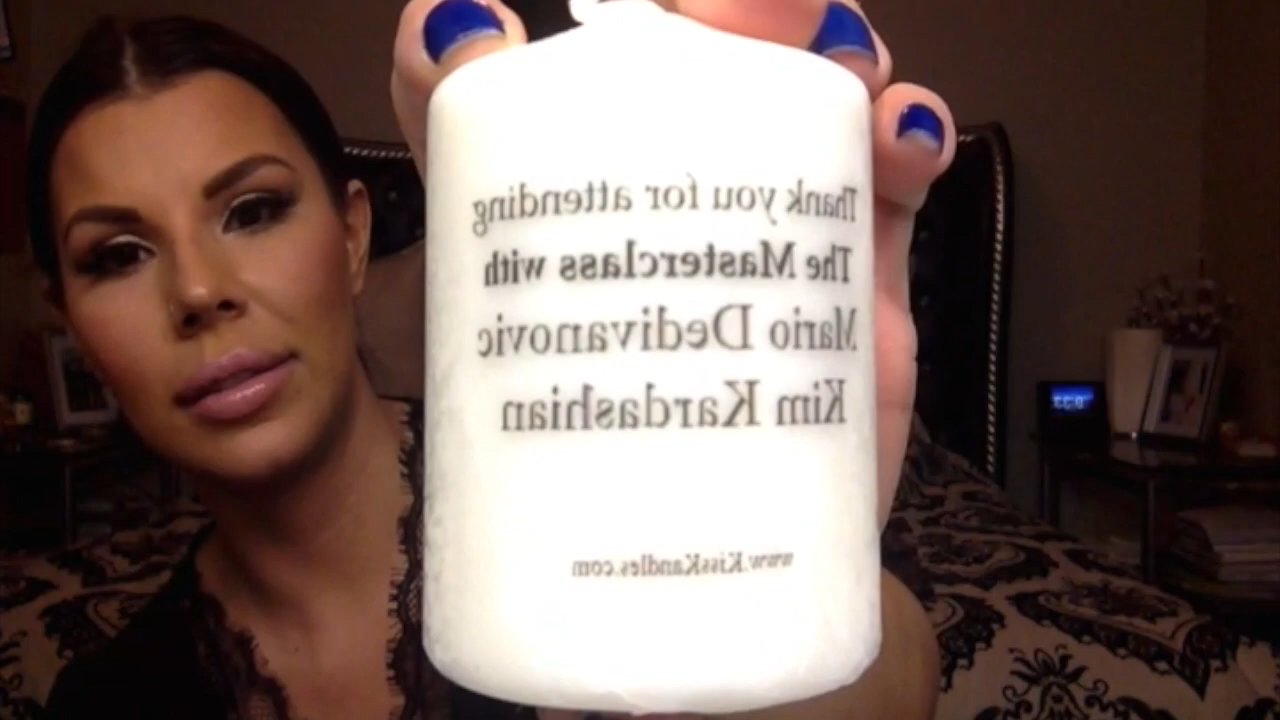 Thank you for attending
The Masterclass with
Mario Dedivanovic
Kim Kardashian
www.KissKandles.com